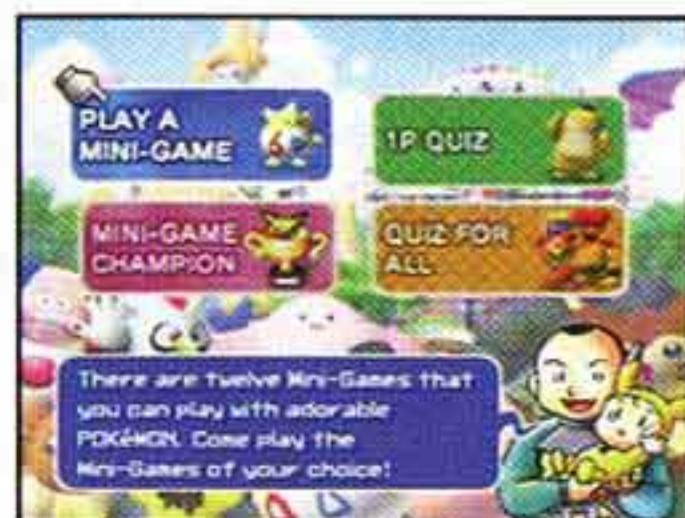 PLAY A
MINI-GAME
1P QUIZ
MINI-GAME
CHAMPION
QUIZ FOR
ALL
There are twelve Mini-Games that
you can play with adorable
POKéMON. Come play the
Mini-Games of your choice!